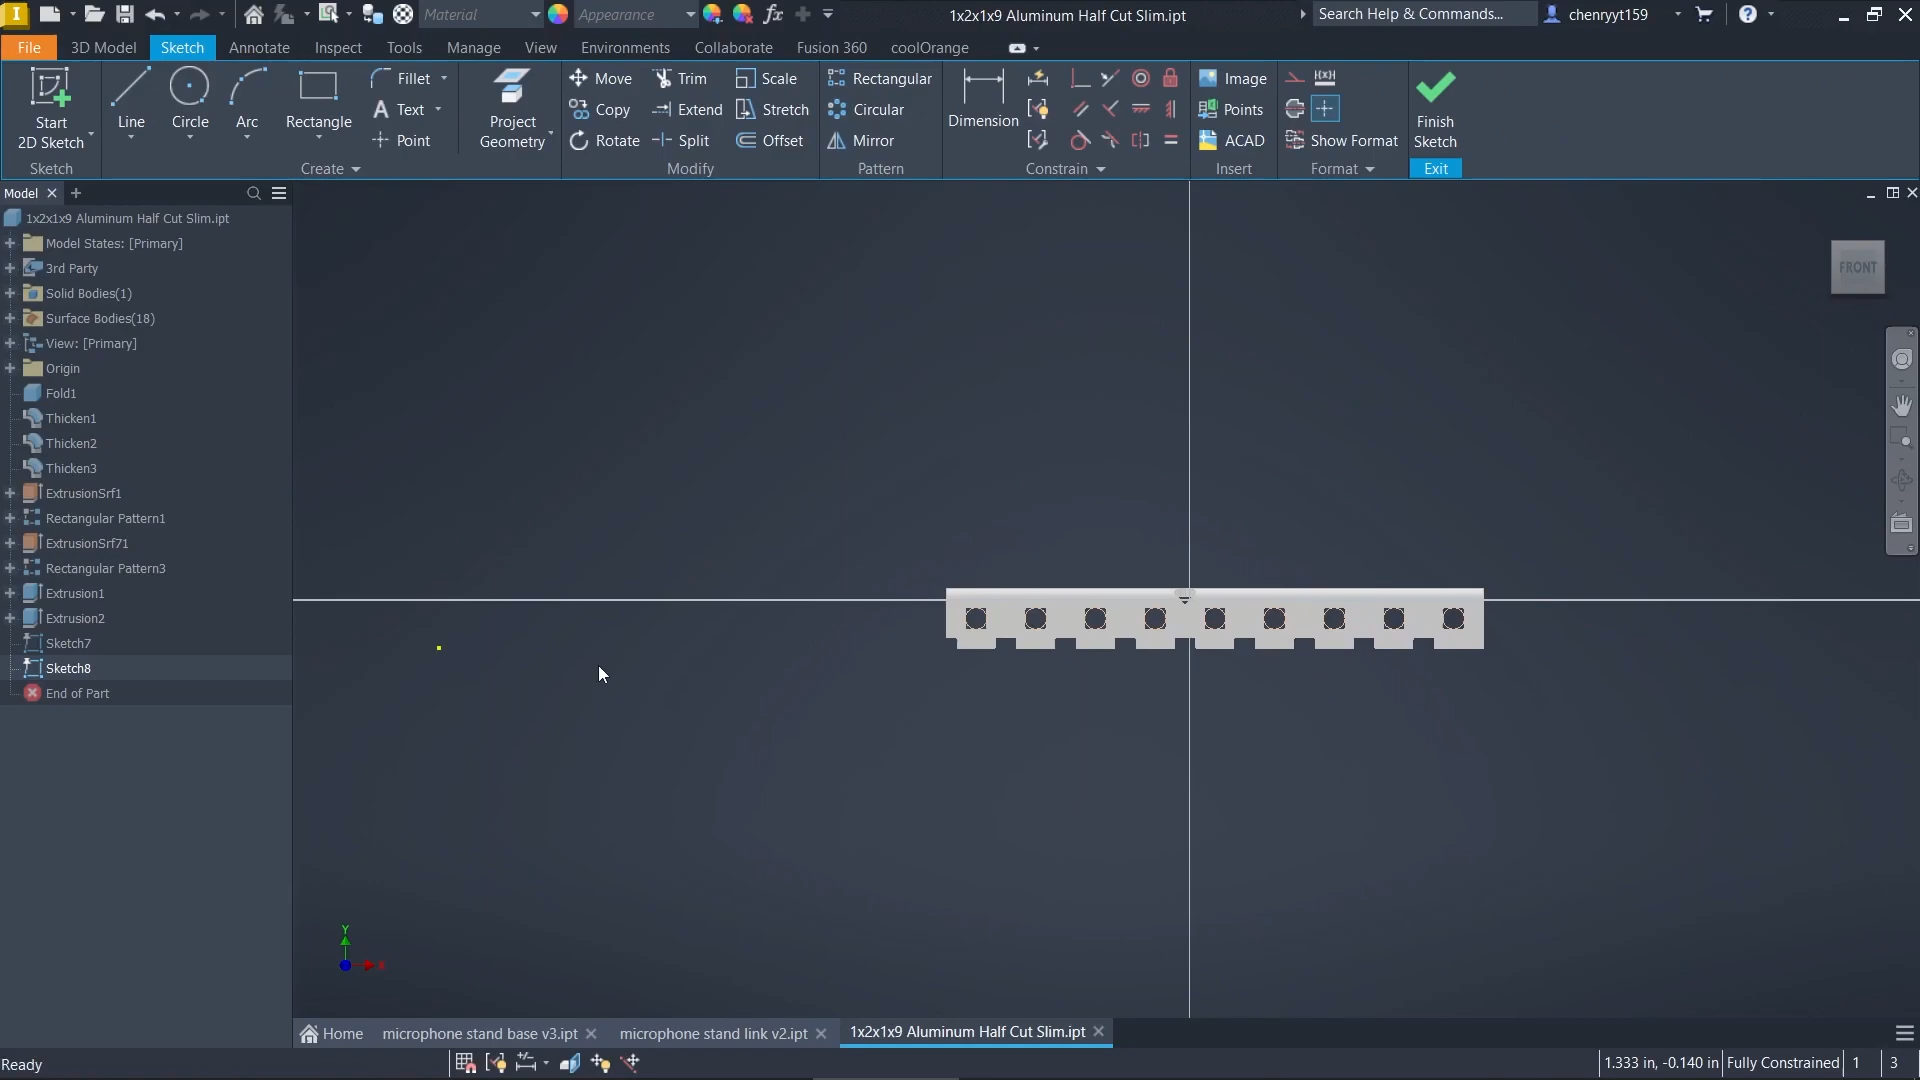 Material
Appearance
1x2x1x9 Aluminum Half Cut Slim.ipt
Search Help & Commands...
chenryyt159
File
3D Model
Sketch
Annotate
Inspect
Tools
Manage
View
Environments
Collaborate
Fusion 360
coolOrange
Start
2D Sketch
Line
Circle
Arc
Rectangle
Fillet
Text
Point
Project
Geometry
Move
Copy
Rotate
Trim
Extend
Split
Scale
Stretch
Offset
Rectangular
Circular
Mirror
Dimension
Image
Points
ACAD
Show Format
Finish
Sketch
Sketch
Create
Modify
Pattern
Constrain
Insert
Format
Exit
Model
1x2x1x9 Aluminum Half Cut Slim.ipt
Model States: [Primary]
3rd Party
Solid Bodies(1)
Surface Bodies(18)
View: [Primary]
Origin
Fold1
Thicken1
Thicken2
Thicken3
ExtrusionSrf1
Rectangular Pattern1
ExtrusionSrf71
Rectangular Pattern3
Extrusion1
Extrusion2
Sketch7
Sketch8
End of Part
FRONT
Y
X
Home
microphone stand base v3.ipt
microphone stand link v2.ipt
1x2x1x9 Aluminum Half Cut Slim.ipt
Ready
1.333 in, -0.140 in
Fully Constrained
1
3